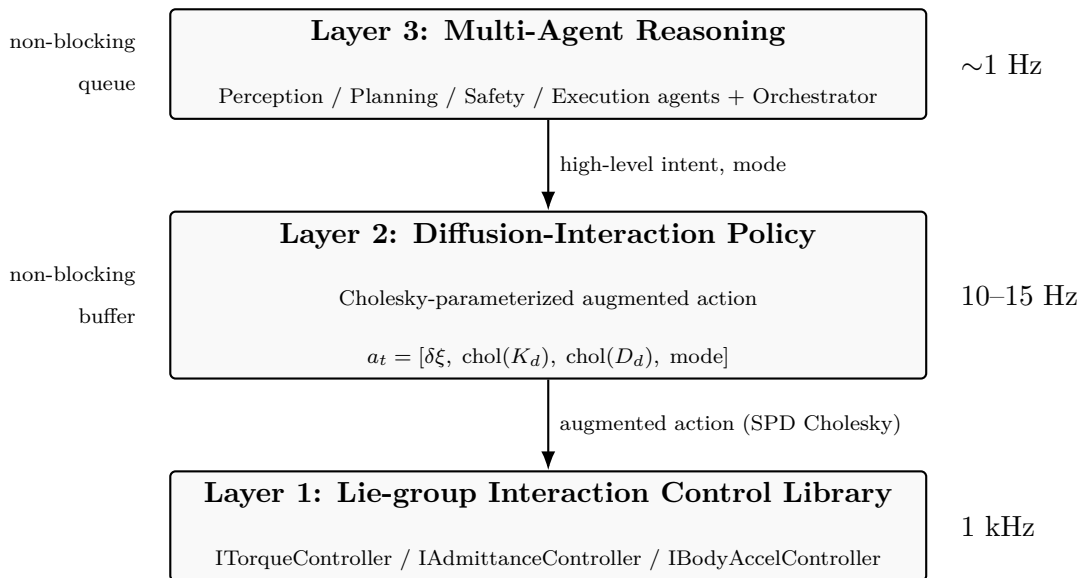 Layer 3: Multi-Agent Reasoning
non-blocking
queue
Perception / Planning / Safety / Execution agents + Orchestrator
∼1 Hz
high-level intent, mode
Layer 2: Diffusion-Interaction Policy
non-blocking
buffer
Cholesky-parameterized augmented action
10–15 Hz
a_t = [δξ, chol(K_d), chol(D_d), mode]
augmented action (SPD Cholesky)
Layer 1: Lie-group Interaction Control Library
1 kHz
ITorqueController / IAdmittanceController / IBodyAccelController